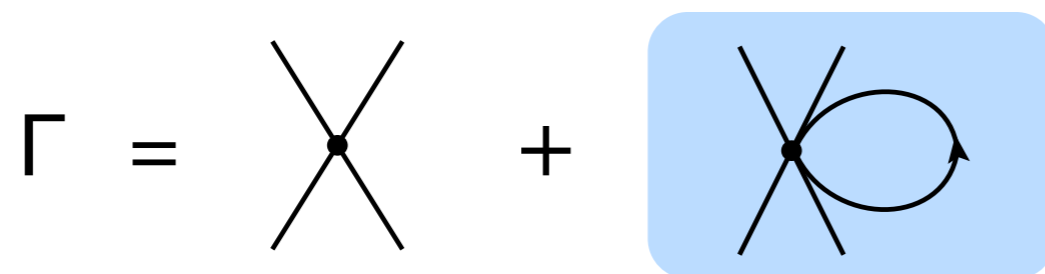 Γ = +